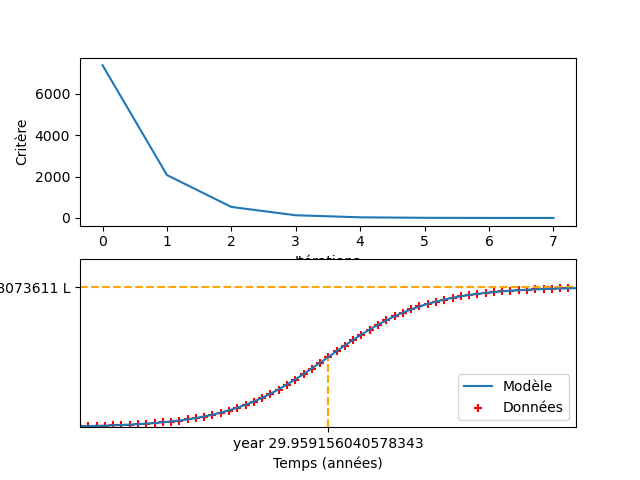 6000
4000
2000
0
Critère
0 1 2 3 4 5 6 7
Itérations
3073611 L
Modèle
Données
year 29.959156040578343
Temps (années)